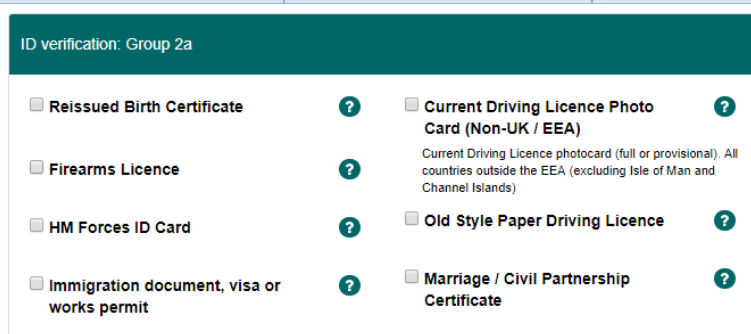 ID verification: Group 2a
Reissued Birth Certificate ?
Firearms Licence ?
HM Forces ID Card ?
Immigration document, visa or ?
works permit
Current Driving Licence Photo ?
Card (Non-UK / EEA)
Current Driving Licence photocard (full or provisional). All
countries outside the EEA (excluding Isle of Man and
Channel Islands)
Old Style Paper Driving Licence ?
Marriage / Civil Partnership ?
Certificate